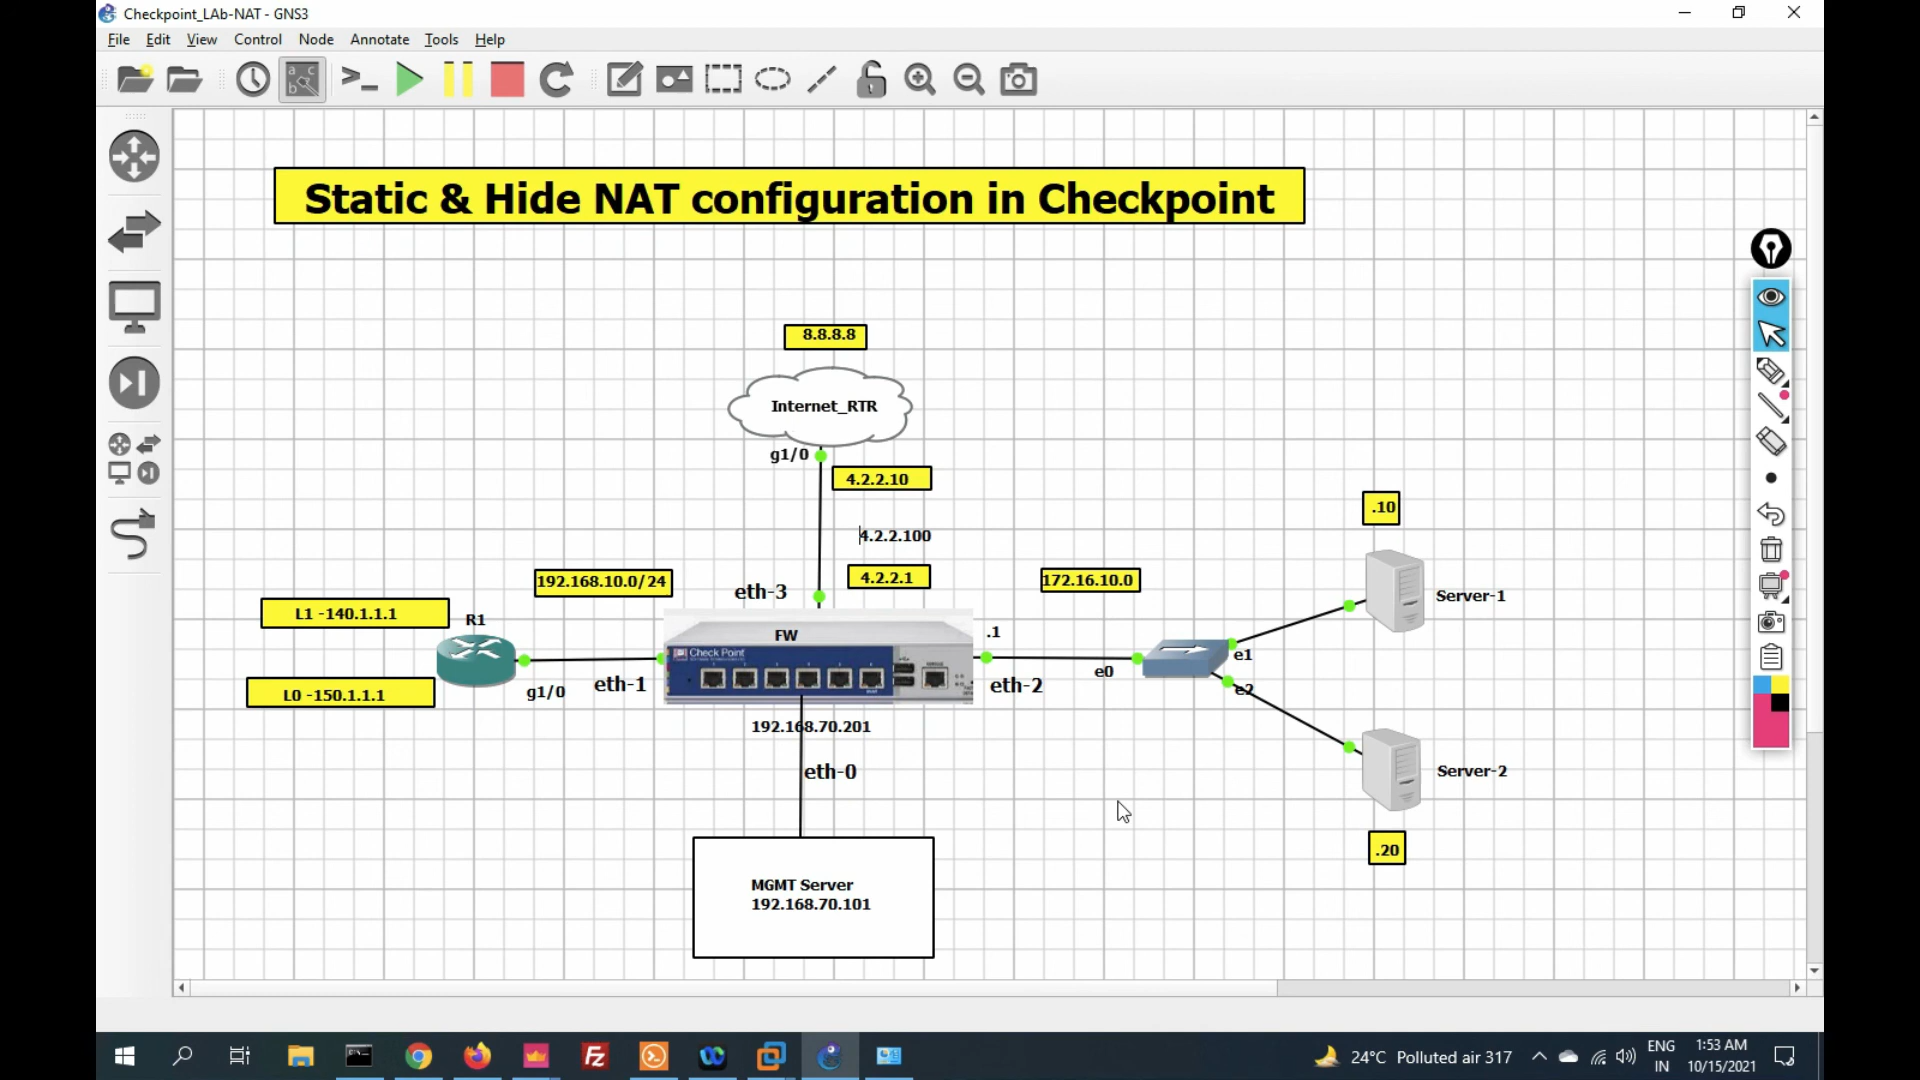 Checkpoint_LAb-NAT - GNS3
File Edit View Control Node Annotate Tools Help
Static & Hide NAT configuration in Checkpoint
8.8.8.8
Internet_RTR
g1/0
4.2.2.10
.10
4.2.2.100
192.168.10.0/24
eth-3
4.2.2.1
172.16.10.0
Server-1
L1 -140.1.1.1
R1
FW
.1
Check Point
e1
g1/0
eth-1
eth-2
e0
e2
L0 -150.1.1.1
192.168.70.201
eth-0
Server-2
.20
MGMT Server
192.168.70.101
24°C Polluted air 317
ENG
IN
1:53 AM
10/15/2021